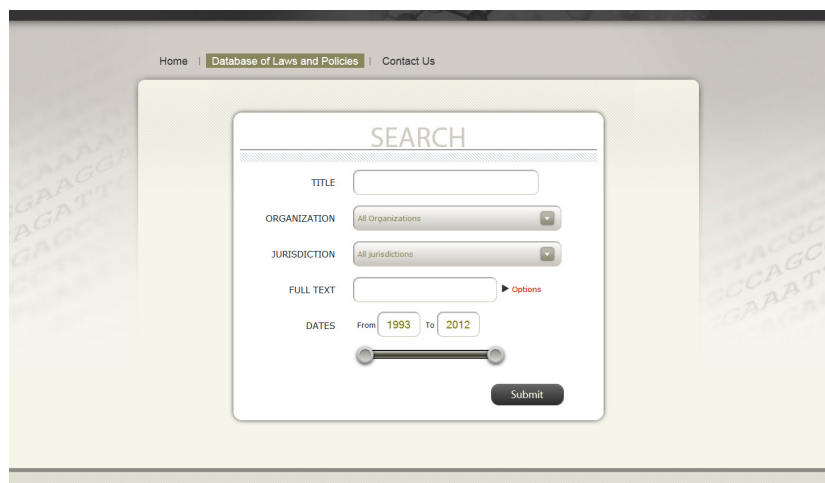 Home | Database of Laws and Policies | Contact Us
SEARCH
TITLE
ORGANIZATION All Organizations
JURISDICTION All jurisdictions
FULL TEXT Options
DATES From 1993 To 2012
Submit